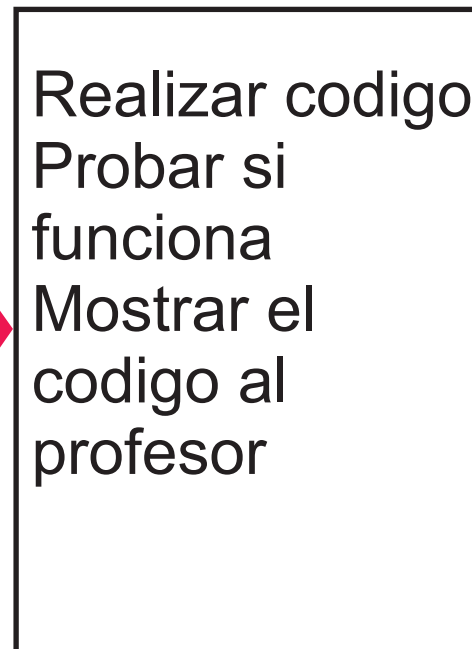 Realizar codigo
Probar si
funciona
Mostrar el
codigo al
profesor